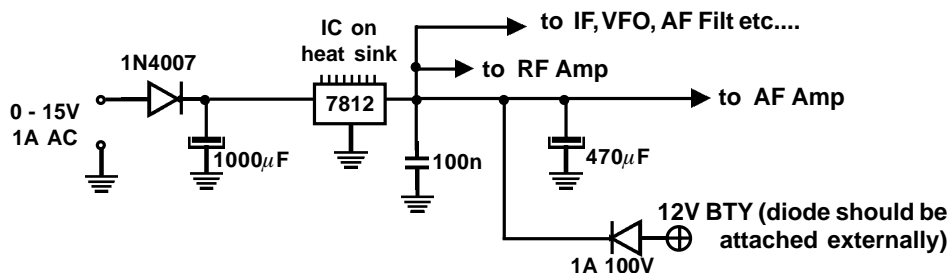 to IF, VFO, AF Filt etc....
IC on
heat sink
1N4007
to RF Amp
7812
to AF Amp
0 - 15V
1A AC
1000µF
100n
470µF
12V BTY (diode should be
attached externally)
1A 100V